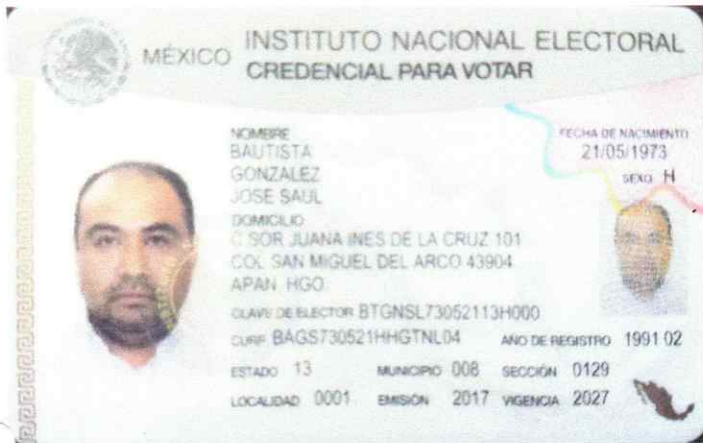 MÉXICO INSTITUTO NACIONAL ELECTORAL
CREDENCIAL PARA VOTAR
NOMBRE
BAUTISTA
GONZALEZ
JOSE SAUL
FECHA DE NACIMIENTO
21/05/1973
SEXO H
DOMICILIO
C SOR JUANA INES DE LA CRUZ 101
COL SAN MIGUEL DEL ARCO 43904
APAN HGO
CLAVE DE ELECTOR BTGNSL73052113H000
CURP BAGS730521HHGTNL04 AÑO DE REGISTRO 1991 02
ESTADO 13 MUNICIPIO 008 SECCIÓN 0129
LOCALIDAD 0001 EMISIÓN 2017 VIGENCIA 2027